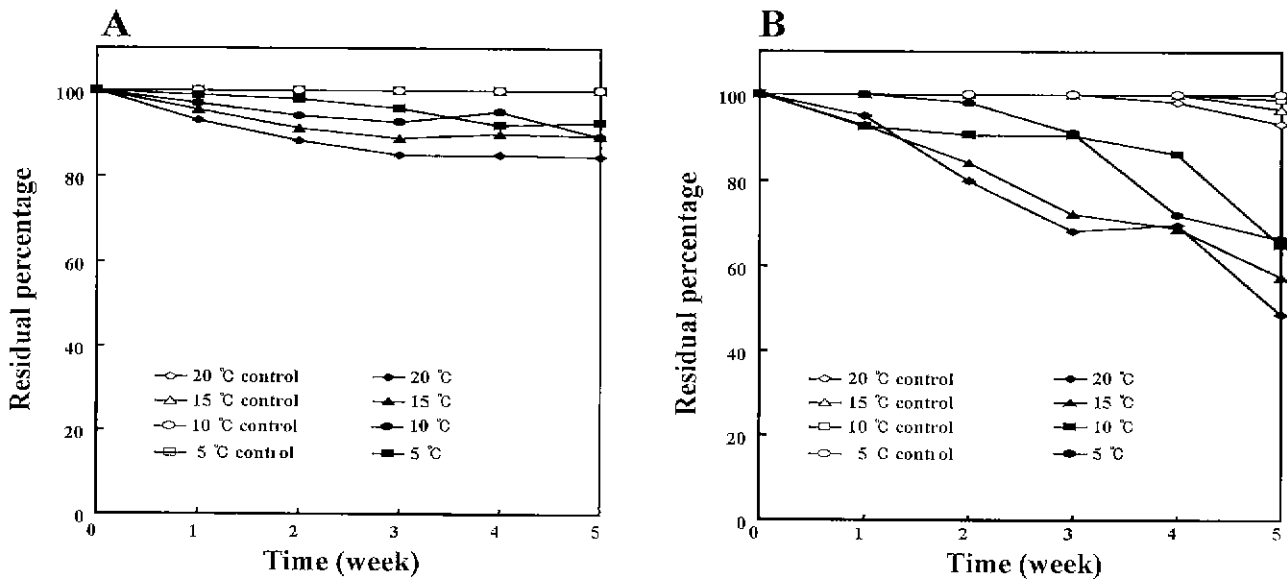 A
Residual percentage
100
80
60
40
20
0
20 ℃ control
15 ℃ control
10 ℃ control
5 ℃ control
20 ℃
15 ℃
10 ℃
5 ℃
0 1 2 3 4 5
Time (week)
B
Residual percentage
100
80
60
40
20
0
20 ℃ control
15 ℃ control
10 ℃ control
5 ℃ control
20 ℃
15 ℃
10 ℃
5 ℃
0 1 2 3 4 5
Time (week)